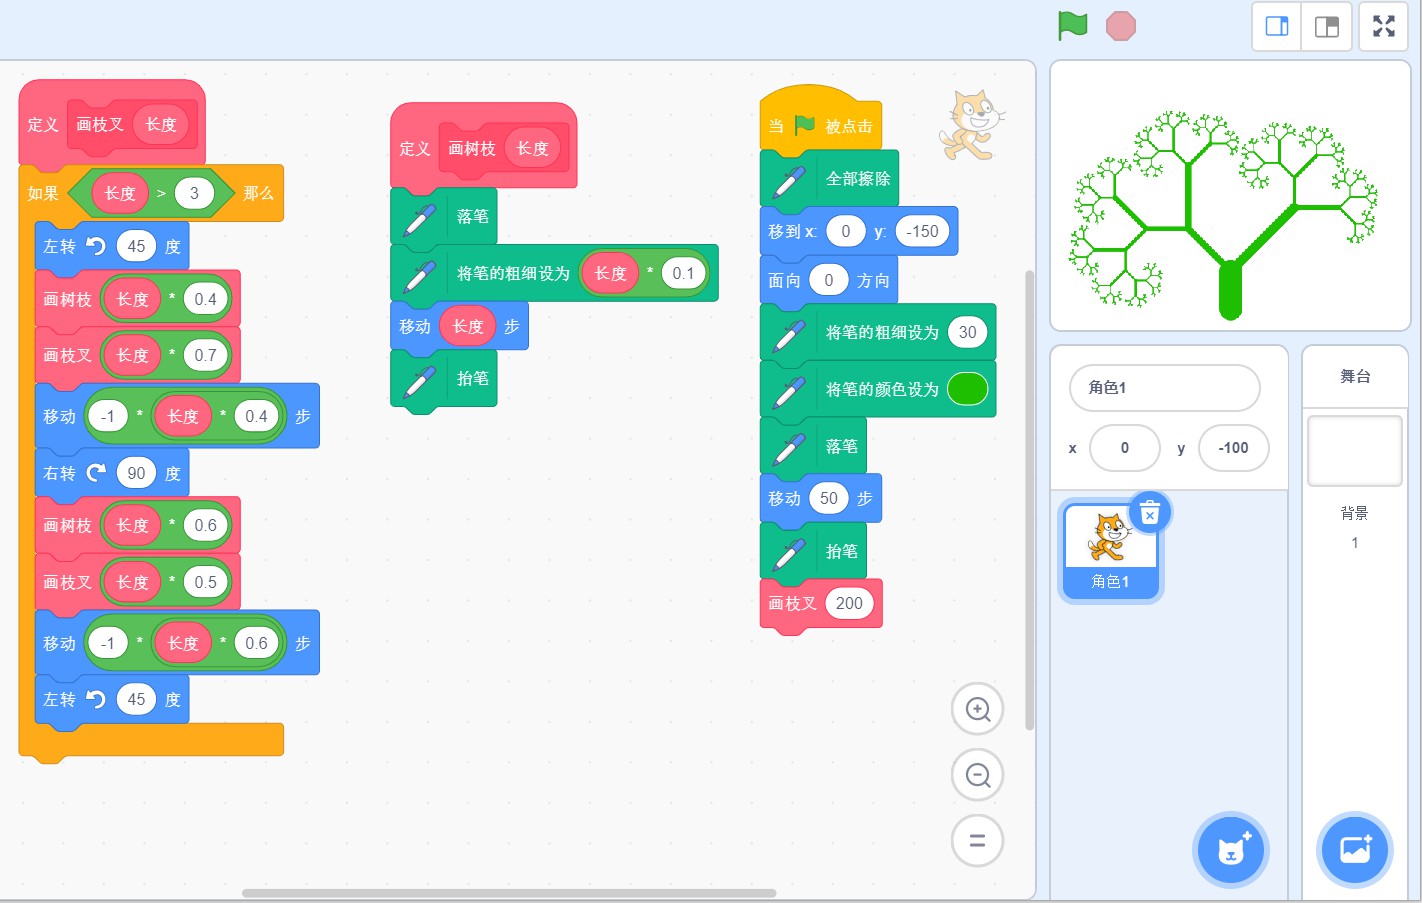 定义 画枝叉 长度
如果 长度 > 3 那么
左转 45 度
画树枝 长度 * 0.4
画枝叉 长度 * 0.7
移动 -1 * 长度 * 0.4 步
右转 90 度
画树枝 长度 * 0.6
画枝叉 长度 * 0.5
移动 -1 * 长度 * 0.6 步
左转 45 度
定义 画树枝 长度
落笔
将笔的粗细设为 长度 * 0.1
移动 长度 步
抬笔
当 被点击
全部擦除
移到 x: 0 y: -150
面向 0 方向
将笔的粗细设为 30
将笔的颜色设为
落笔
移动 50 步
抬笔
画枝叉 200
角色1
x 0 y -100
角色1
舞台
背景
1